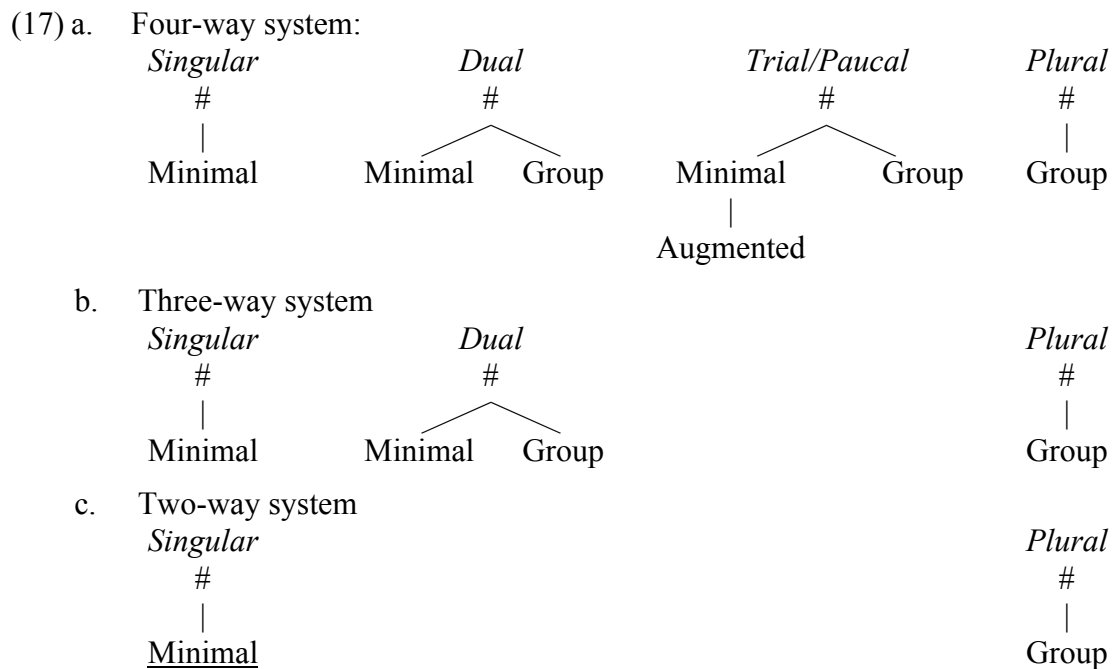 (17) a. Four-way system:
Singular Dual Trial/Paucal Plural
# # # #
Minimal Minimal Group Minimal Group Group
Augmented
b. Three-way system
Singular Dual Plural
# # #
Minimal Minimal Group Group
c. Two-way system
Singular Plural
# #
Minimal Group